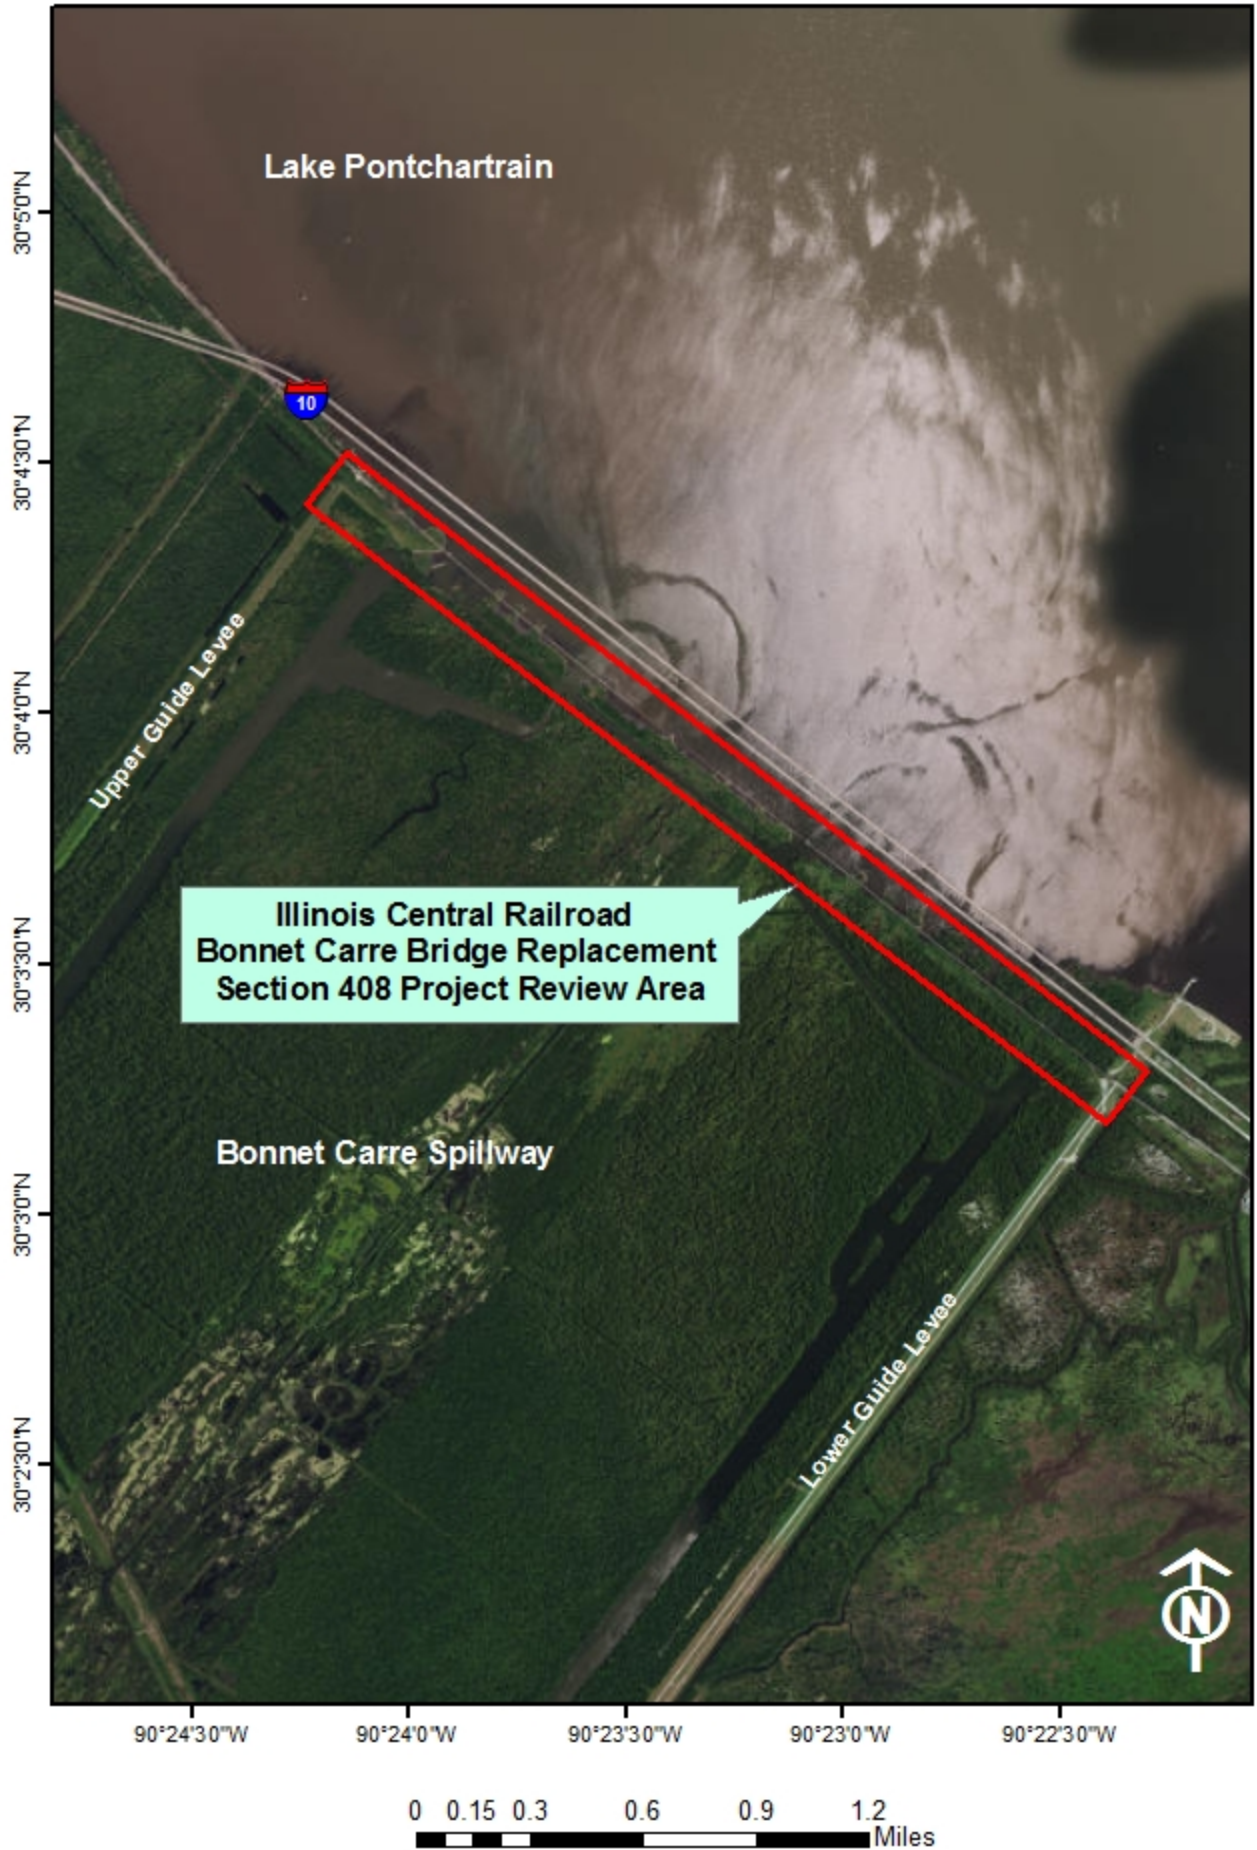 Lake Pontchartrain
10
Upper Guide Levee
Illinois Central Railroad
Bonnet Carre Bridge Replacement
Section 408 Project Review Area
Bonnet Carre Spillway
Lower Guide Levee
N
30°5'0"N
30°4'30"N
30°4'0"N
30°3'30"N
30°3'0"N
30°2'30"N
90°24'30"W
90°24'0"W
90°23'30"W
90°23'0"W
90°22'30"W
0 0.15 0.3 0.6 0.9 1.2
Miles